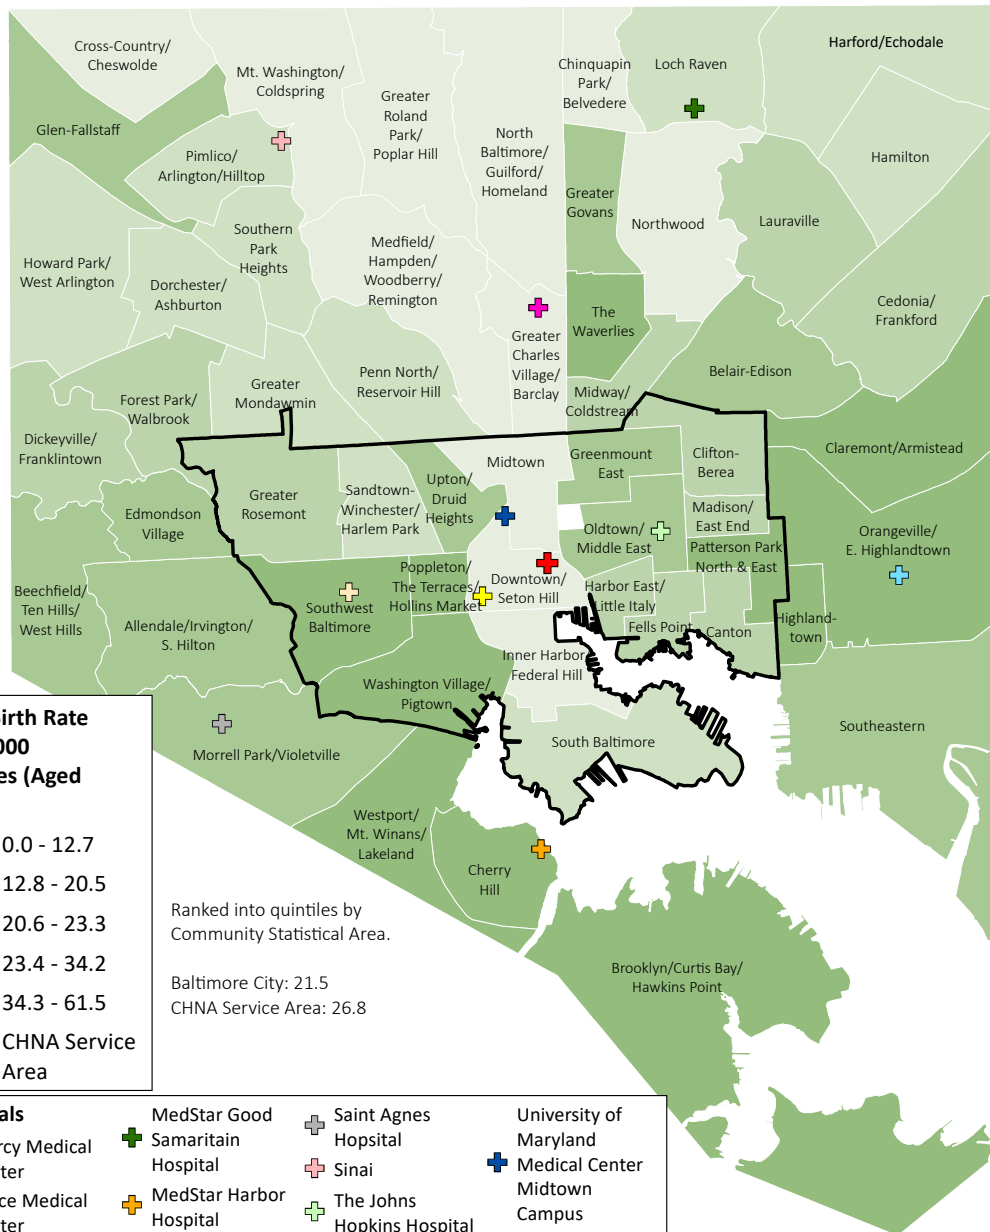 Cross-Country/
Cheswolde
Mt. Washington/
Coldspring
Greater
Roland
Park/
Poplar Hill
North
Baltimore/
Guilford/
Homeland
Chinquapin
Park/
Belvedere
Loch Raven
Harford/Echodale
Glen-Fallstaff
Pimlico/
Arlington/Hilltop
Hamilton
Greater
Govans
Northwood
Lauraville
Southern
Park
Heights
Howard Park/
West Arlington
Dorchester/
Ashburton
Medfield/
Hampden/
Woodberry/
Remington
Cedonia/
Frankford
The
Waverlies
Greater
Charles
Village/
Barclay
Penn North/
Reservoir Hill
Greater
Mondawmin
Forest Park/
Walbrook
Midway/
Coldstream
Belair-Edison
Dickeyville/
Franklintown
Claremont/Armistead
Midtown
Greenmount
East
Clifton-
Berea
Upton/
Druid
Heights
Sandtown-
Winchester/
Harlem Park
Greater
Rosemont
Edmondson
Village
Madison/
East End
Oldtown/
Middle East
Patterson Park
North & East
Orangeville/
E. Highlandtown
Poppleton/
The Terraces/
Hollins Market
Downtown/
Seton Hill
Harbor East/
Little Italy
Beechfield/
Ten Hills/
West Hills
Southwest
Baltimore
Allendale/Irvington/
S. Hilton
Fells Point
Canton
Highland-
town
Inner Harbor
Federal Hill
Washington Village/
Pigtown
Southeastern
South Baltimore
Morrell Park/Violetville
Westport/
Mt. Winans/
Lakeland
Cherry
Hill
Brooklyn/Curtis Bay/
Hawkins Point
irth Rate
000
es (Aged
0.0 - 12.7
12.8 - 20.5
20.6 - 23.3
23.4 - 34.2
34.3 - 61.5
CHNA Service
Area
Ranked into quintiles by
Community Statistical Area.
Baltimore City: 21.5
CHNA Service Area: 26.8
als
rcy Medical
ter
ce Medical
ter
MedStar Good
Samaritain
Hospital
MedStar Harbor
Hospital
Saint Agnes
Hopsital
Sinai
The Johns
Hopkins Hospital
University of
Maryland
Medical Center
Midtown
Campus